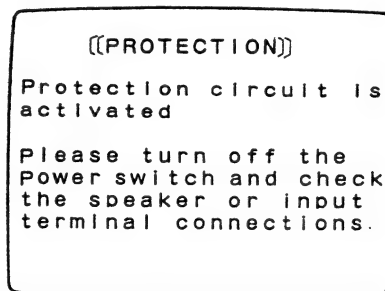 ⟪PROTECTION⟫
Protection circuit is
activated
Please turn off the
Power switch and check
the speaker or input
terminal connections.